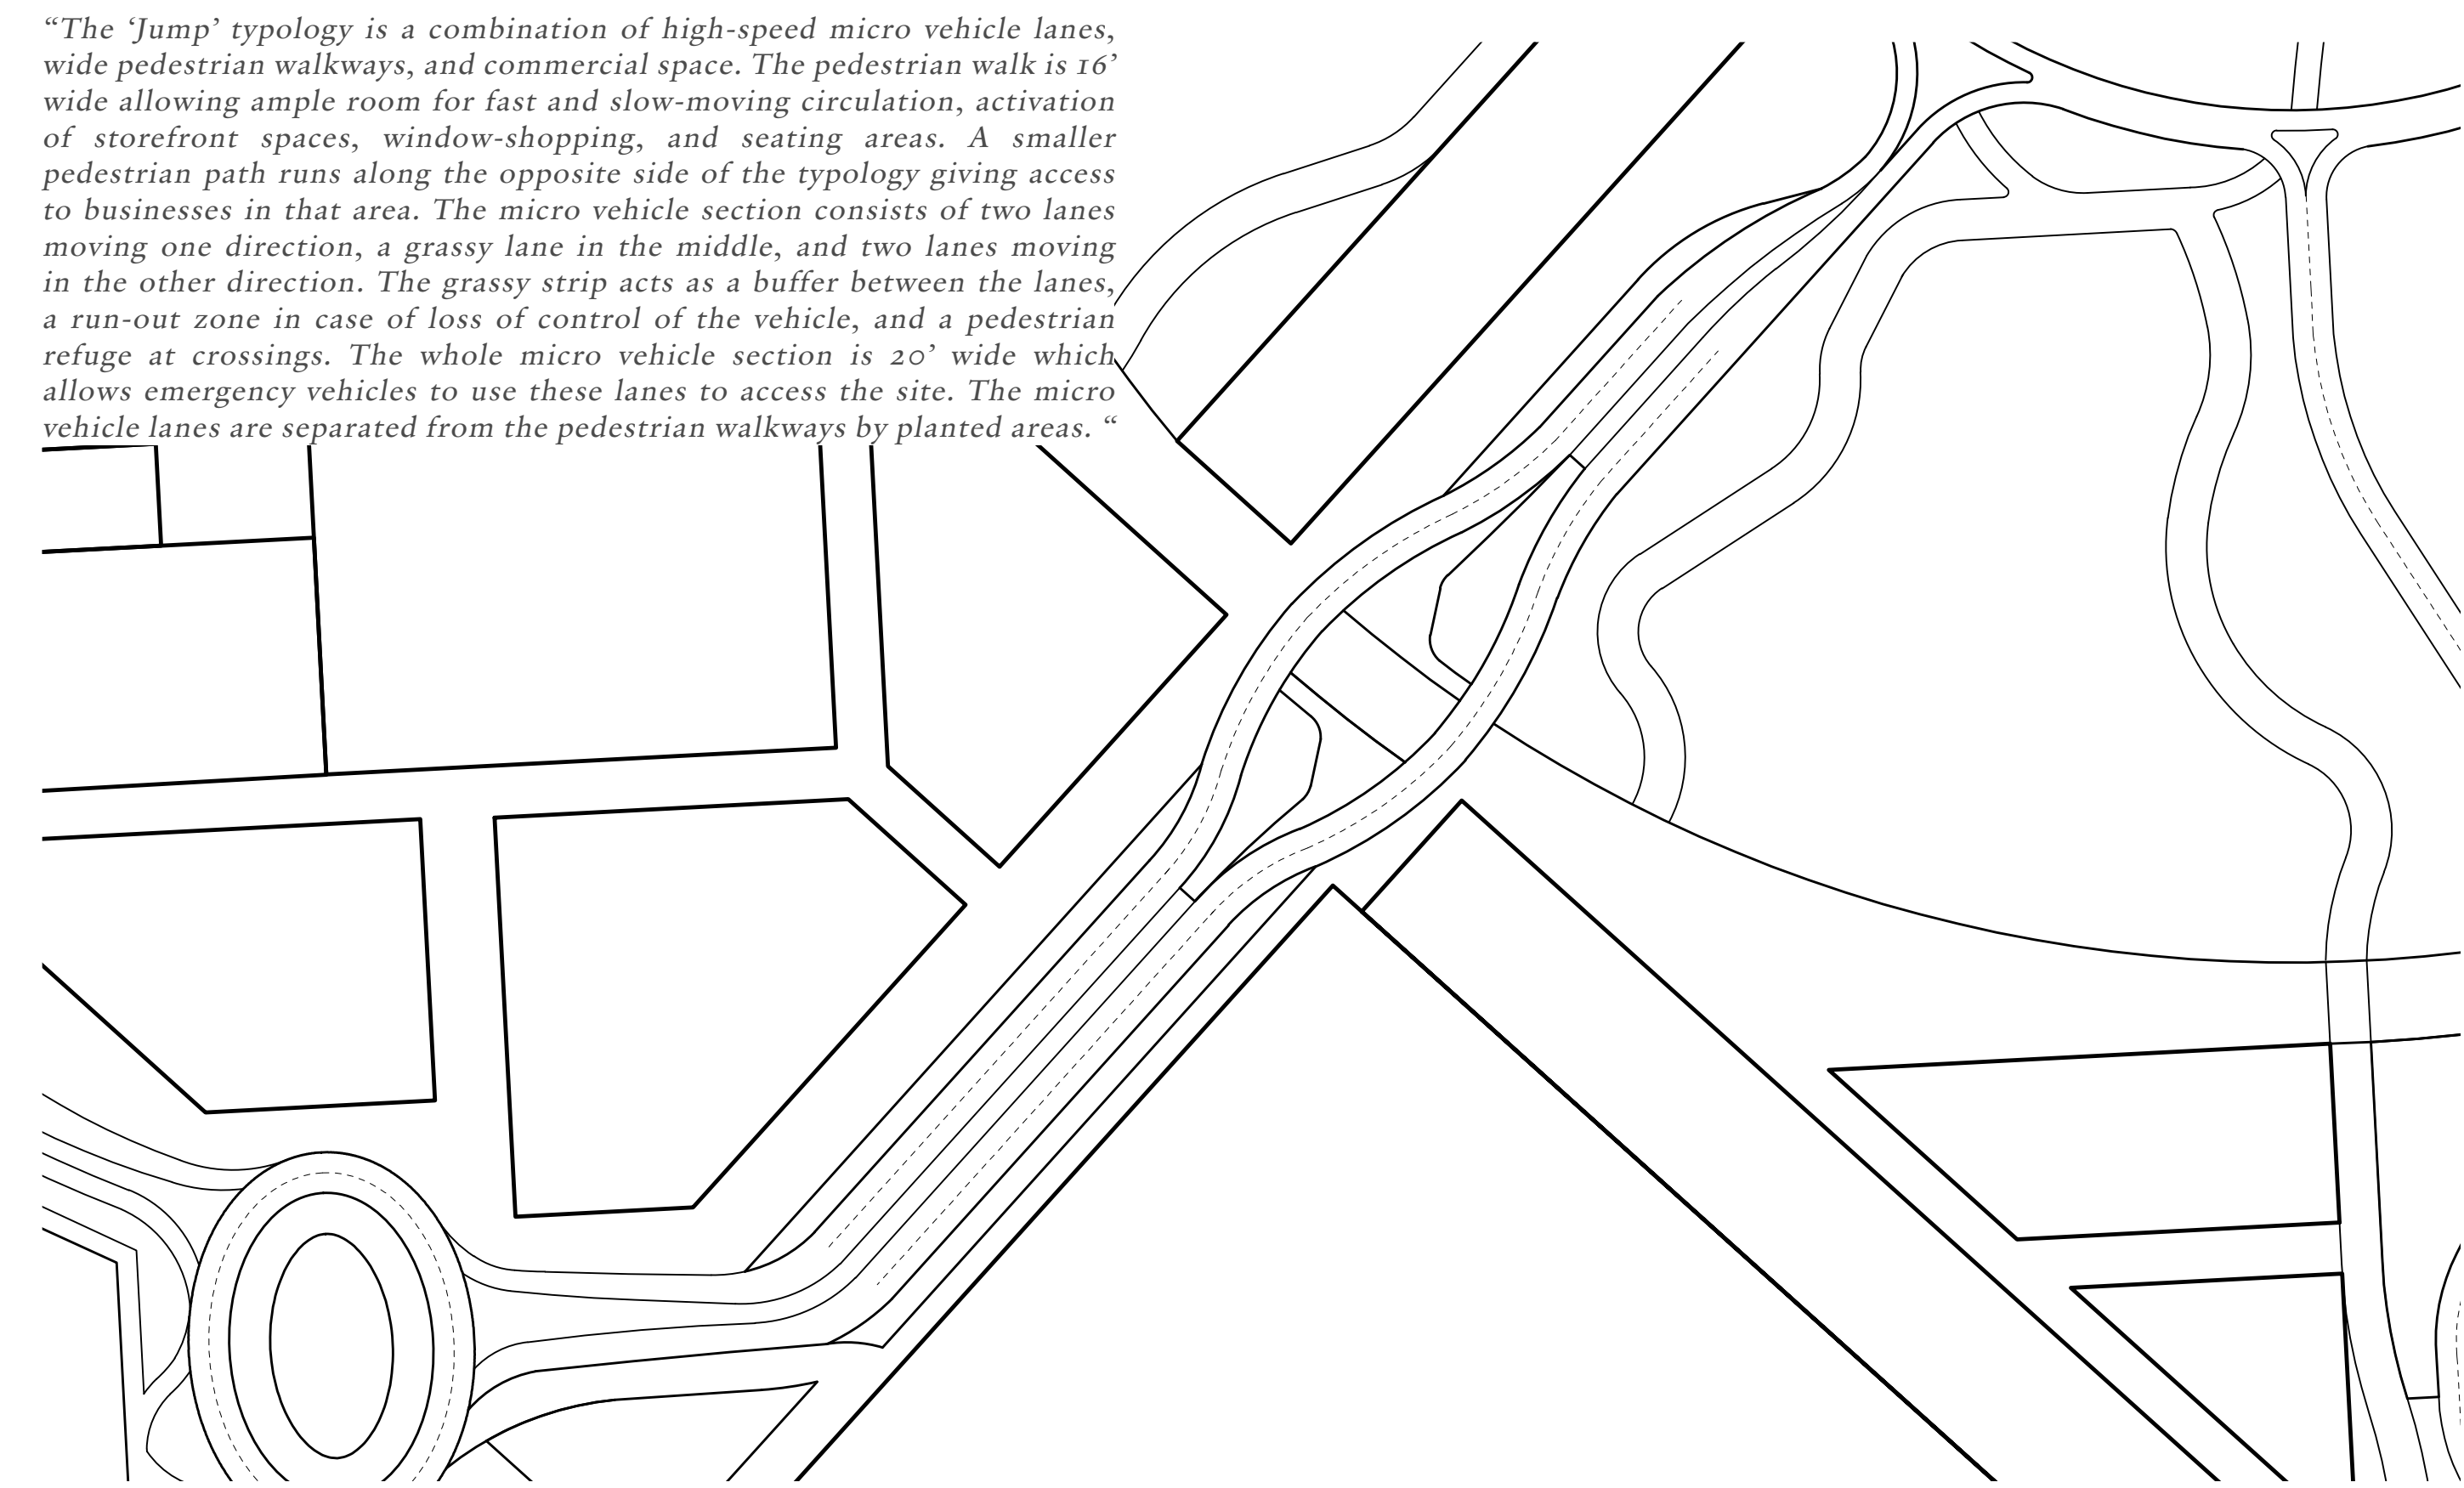 “The ‘Jump’ typology is a combination of high-speed micro vehicle lanes,
wide pedestrian walkways, and commercial space. The pedestrian walk is 16’
wide allowing ample room for fast and slow-moving circulation, activation
of storefront spaces, window-shopping, and seating areas. A smaller
pedestrian path runs along the opposite side of the typology giving access
to businesses in that area. The micro vehicle section consists of two lanes
moving one direction, a grassy lane in the middle, and two lanes moving
in the other direction. The grassy strip acts as a buffer between the lanes,
a run-out zone in case of loss of control of the vehicle, and a pedestrian
refuge at crossings. The whole micro vehicle section is 20’ wide which
allows emergency vehicles to use these lanes to access the site. The micro
vehicle lanes are separated from the pedestrian walkways by planted areas. “